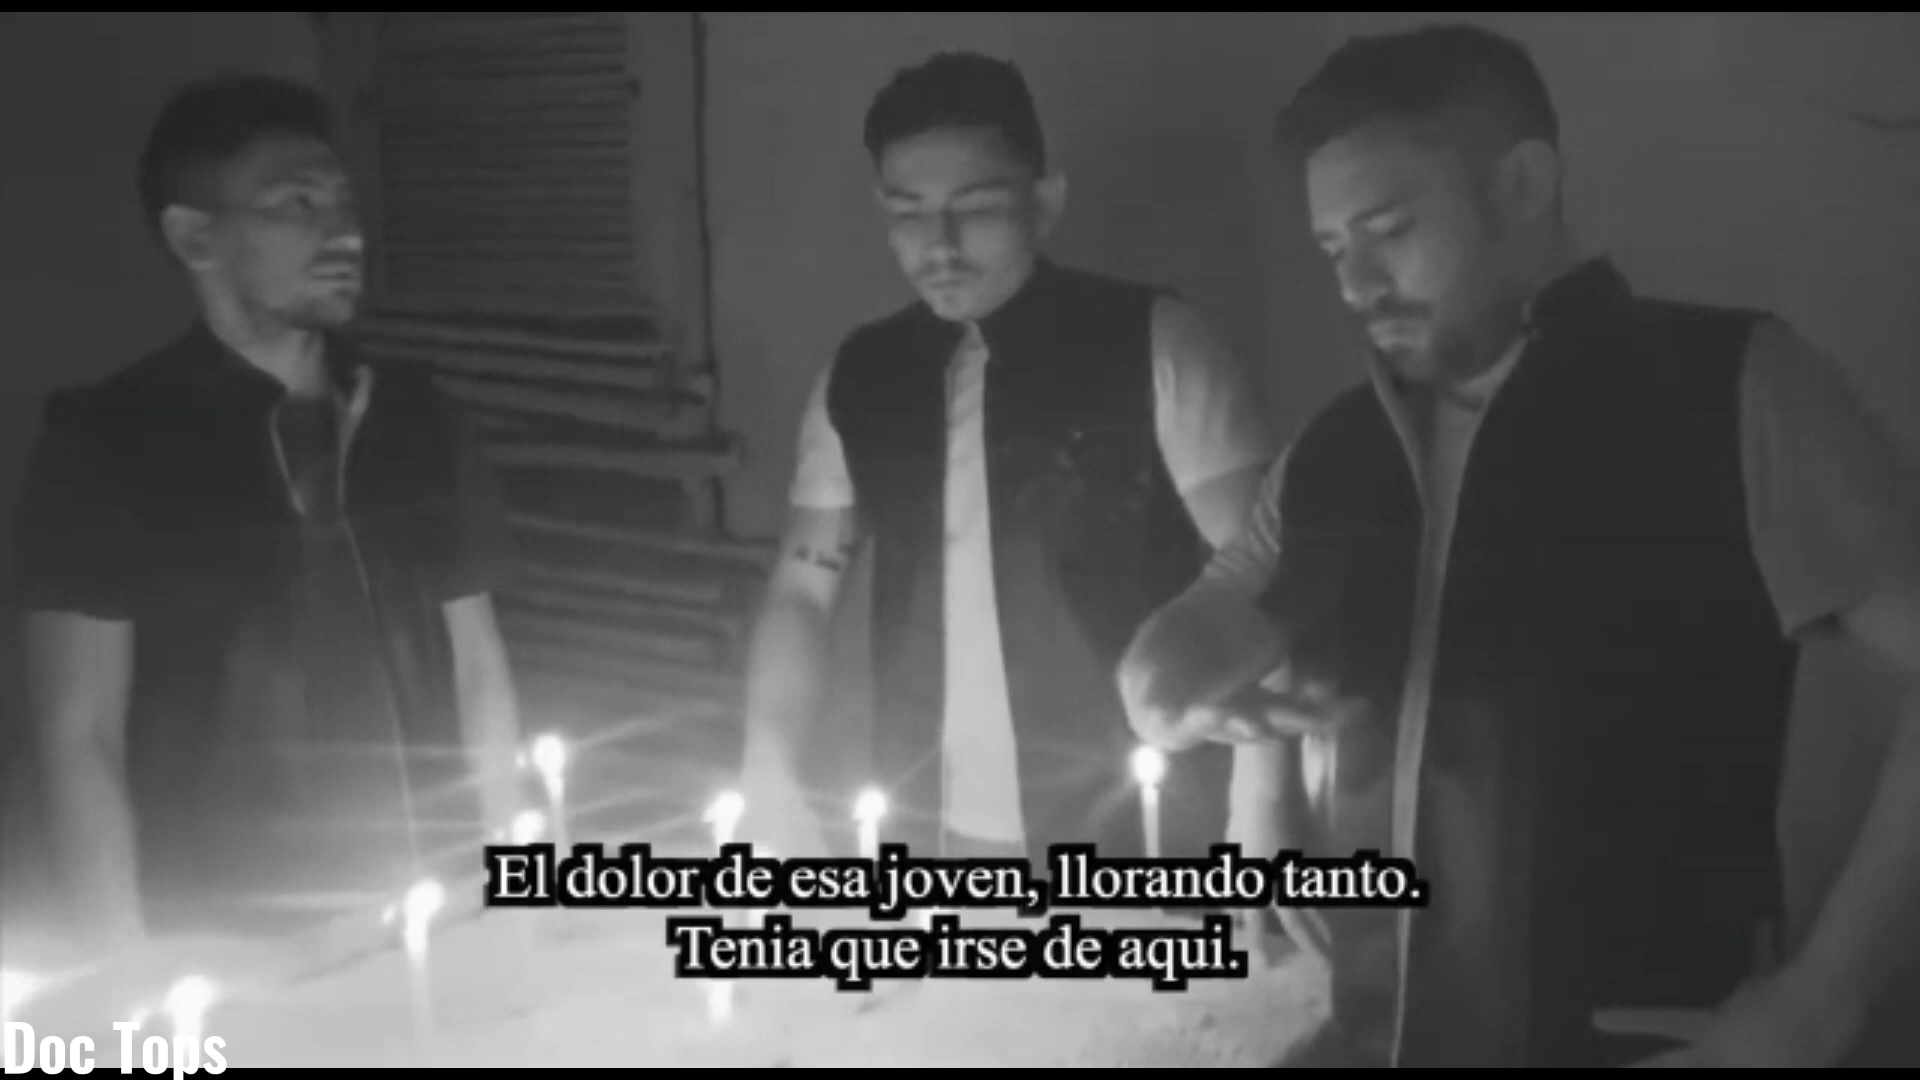 El dolor de esa joven, llorando tanto.
Tenia que irse de aqui.
Doc Tops